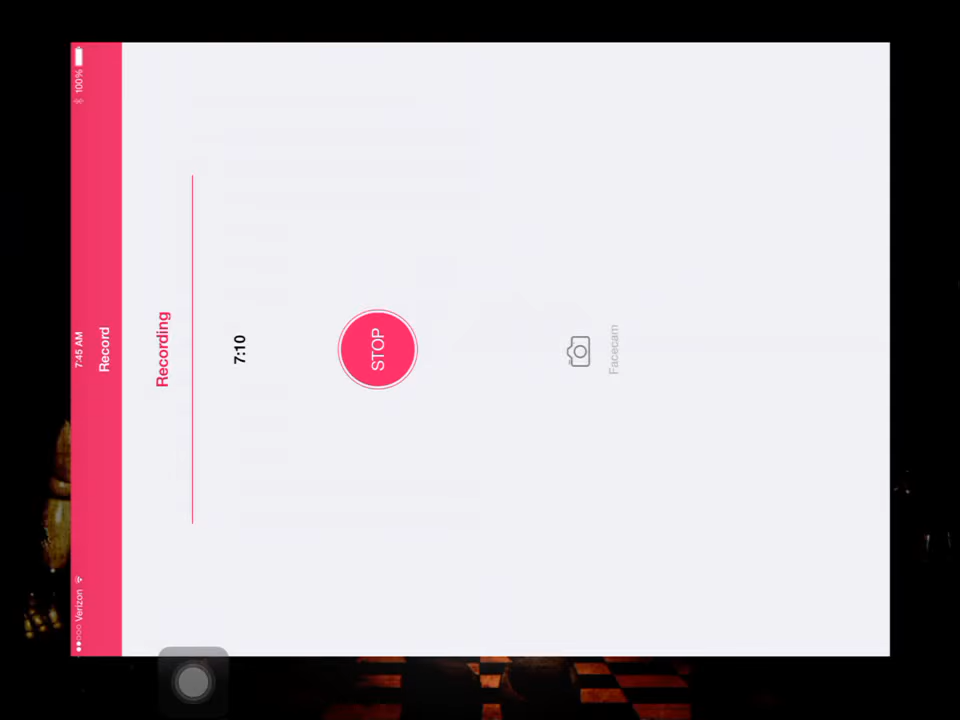 ●●○○○ Verizon 7:45 AM 100%
Record
Recording
7:10
STOP
Facecam